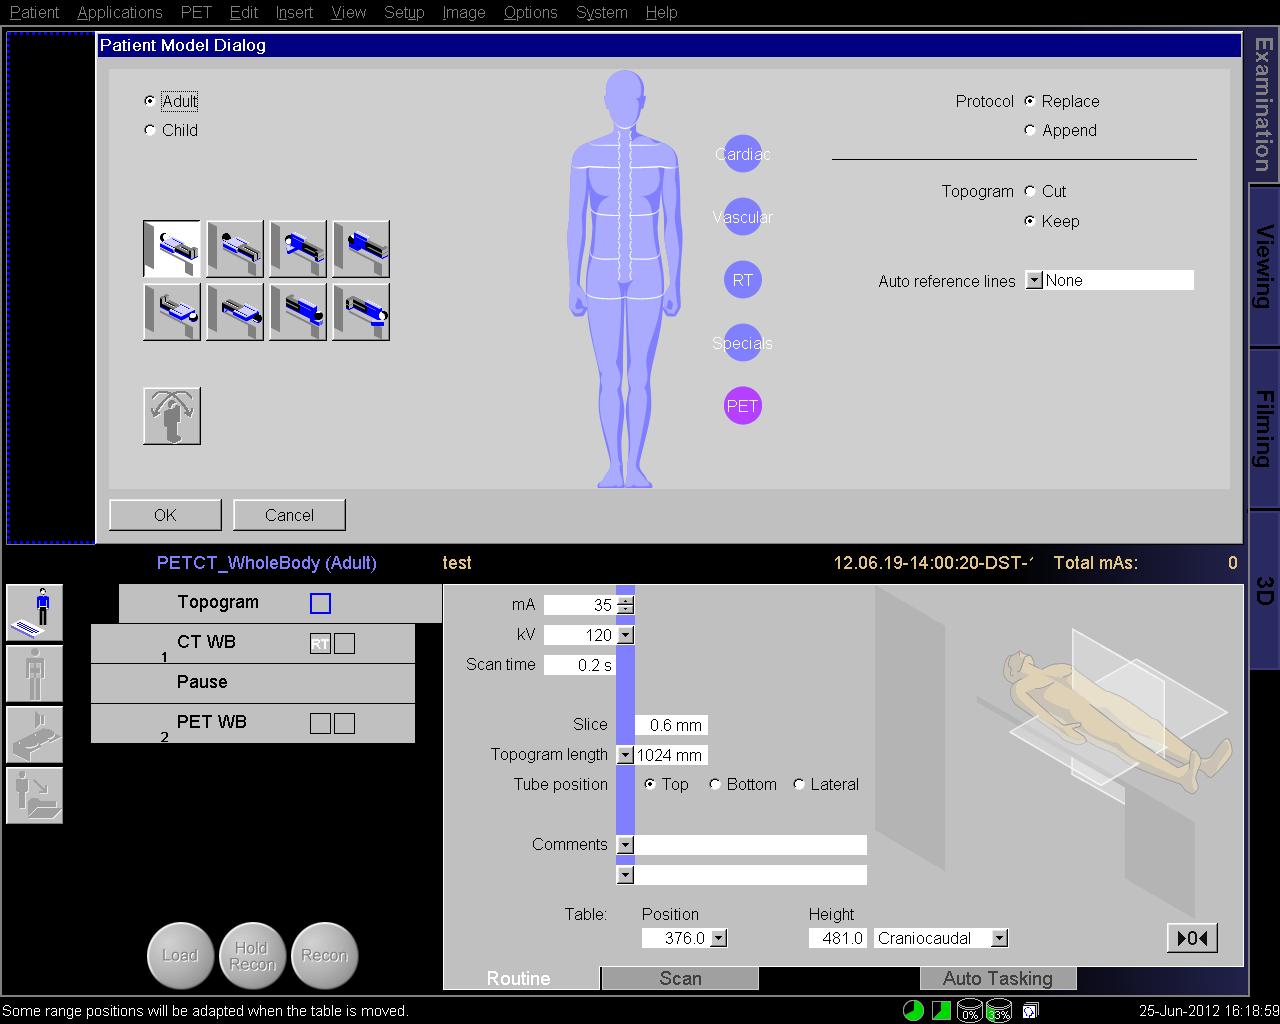 Patient Applications PET Edit Insert View Setup Image Options System Help
Patient Model Dialog
Adult
Child
Cardiac
Vascular
RT
Specials
PET
Protocol Replace
Append
Topogram Cut
Keep
Auto reference lines None
OK Cancel
Examination
Viewing
Filming
3D
PETCT_WholeBody (Adult) test 12.06.19-14:00:20-DST-1 Total mAs: 0
Topogram
1 CT WB RT
Pause
2 PET WB
Load
Hold Recon
Recon
mA 35
kV 120
Scan time 0.2 s
Slice 0.6 mm
Topogram length 1024 mm
Tube position Top Bottom Lateral
Comments
Table: Position Height
376.0 481.0 Craniocaudal
0
Routine Scan Auto Tasking
Some range positions will be adapted when the table is moved. 0% 33% 25-Jun-2012 16:18:59